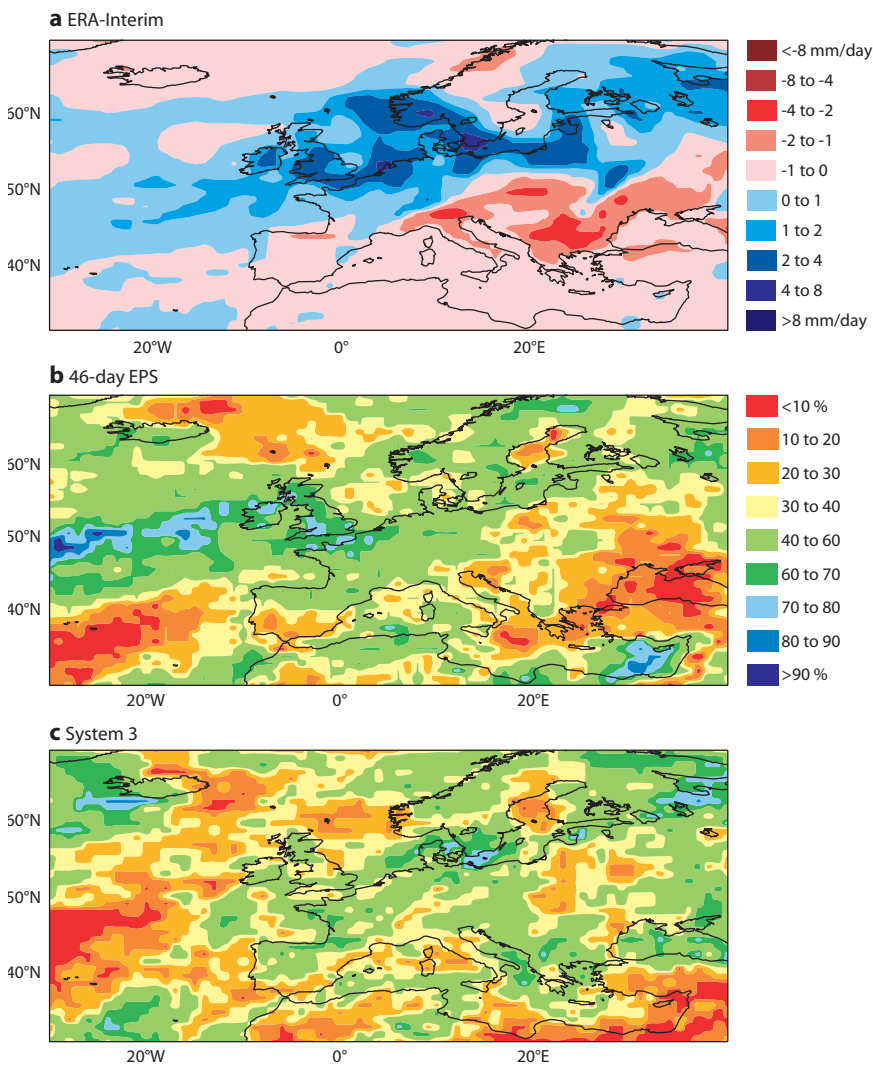 a ERA-Interim
<-8 mm/day
-8 to -4
-4 to -2
-2 to -1
-1 to 0
0 to 1
1 to 2
2 to 4
4 to 8
>8 mm/day
60°N
50°N
40°N
20°W 0° 20°E
b 46-day EPS
<10 %
10 to 20
20 to 30
30 to 40
40 to 60
60 to 70
70 to 80
80 to 90
>90 %
60°N
50°N
40°N
20°W 0° 20°E
c System 3
60°N
50°N
40°N
20°W 0° 20°E